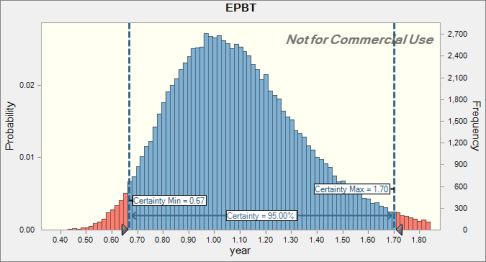 EPBT
Not for Commercial Use
Probability
0.02
0.01
0.00
Frequency
2,700
2,400
2,100
1,800
1,500
1,200
900
600
300
0
Certainty Min = 0.67
Certainty Max = 1.70
Certainty = 95.00%
0.40 0.50 0.60 0.70 0.80 0.90 1.00 1.10 1.20 1.30 1.40 1.50 1.60 1.70 1.80
year